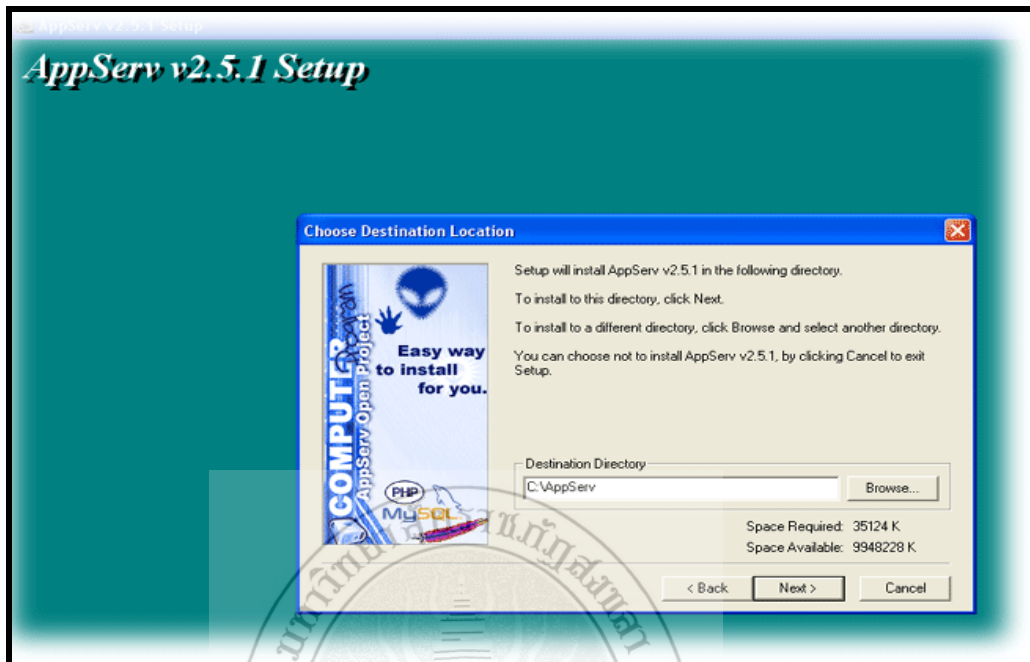 AppServ v2.5.1 Setup
AppServ v2.5.1 Setup
Choose Destination Location
Setup will install AppServ v2.5.1 in the following directory.
To install to this directory, click Next.
To install to a different directory, click Browse and select another directory.
You can choose not to install AppServ v2.5.1, by clicking Cancel to exit
Setup.
COMPUTER
Program
AppServ Open Project
Easy way
to install
for you.
PHP
MySQL
Destination Directory
C:\AppServ
Browse...
Space Required: 35124 K
Space Available: 9948228 K
< Back
Next >
Cancel